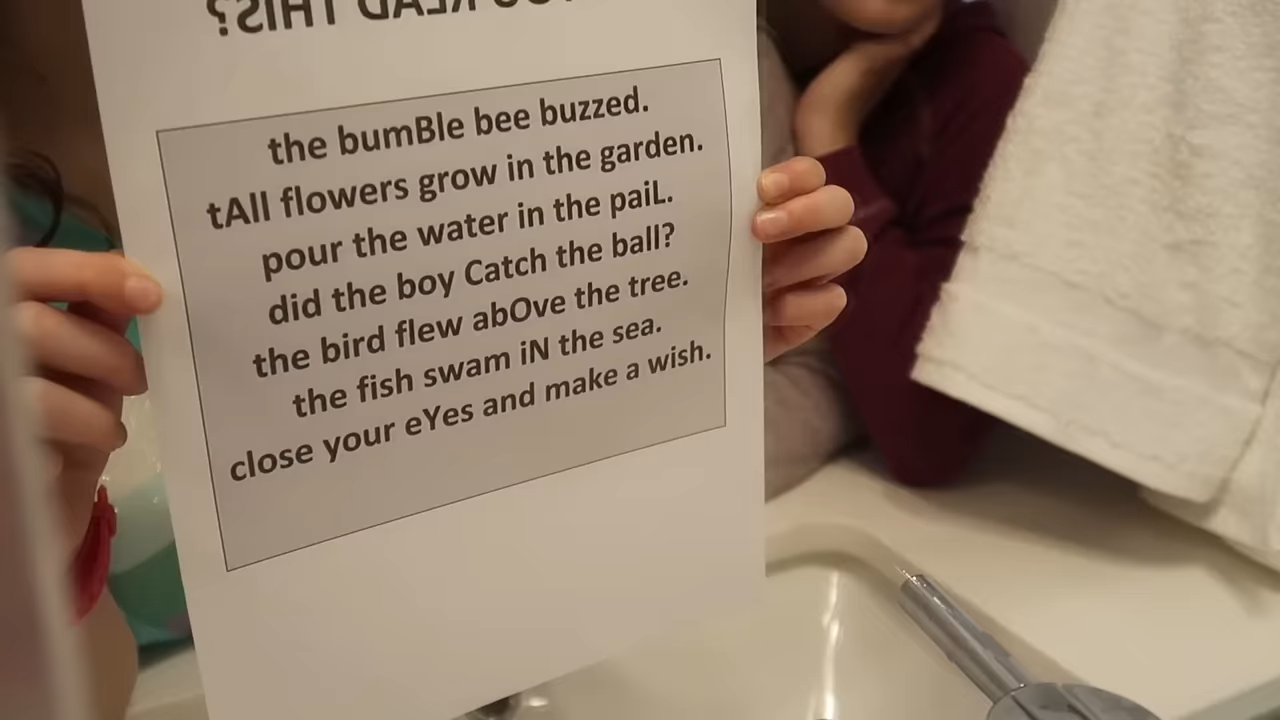 READ THIS?
the bumBle bee buzzed.
tAll flowers grow in the garden.
pour the water in the paiL.
did the boy Catch the ball?
the bird flew abOve the tree.
the fish swam iN the sea.
close your eYes and make a wish.